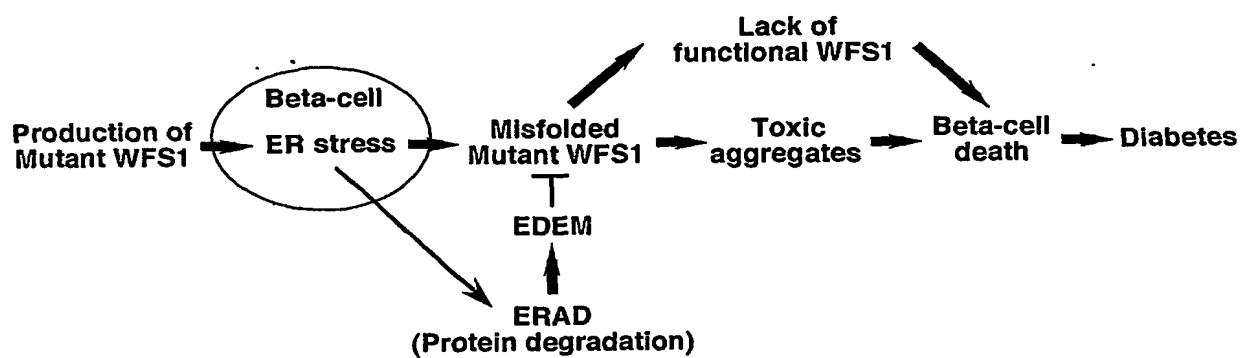 Lack of
functional WFS1
Beta-cell
ER stress
Production of
Mutant WFS1
Misfolded
Mutant WFS1
Toxic
aggregates
Beta-cell
death
Diabetes
EDEM
ERAD
(Protein degradation)